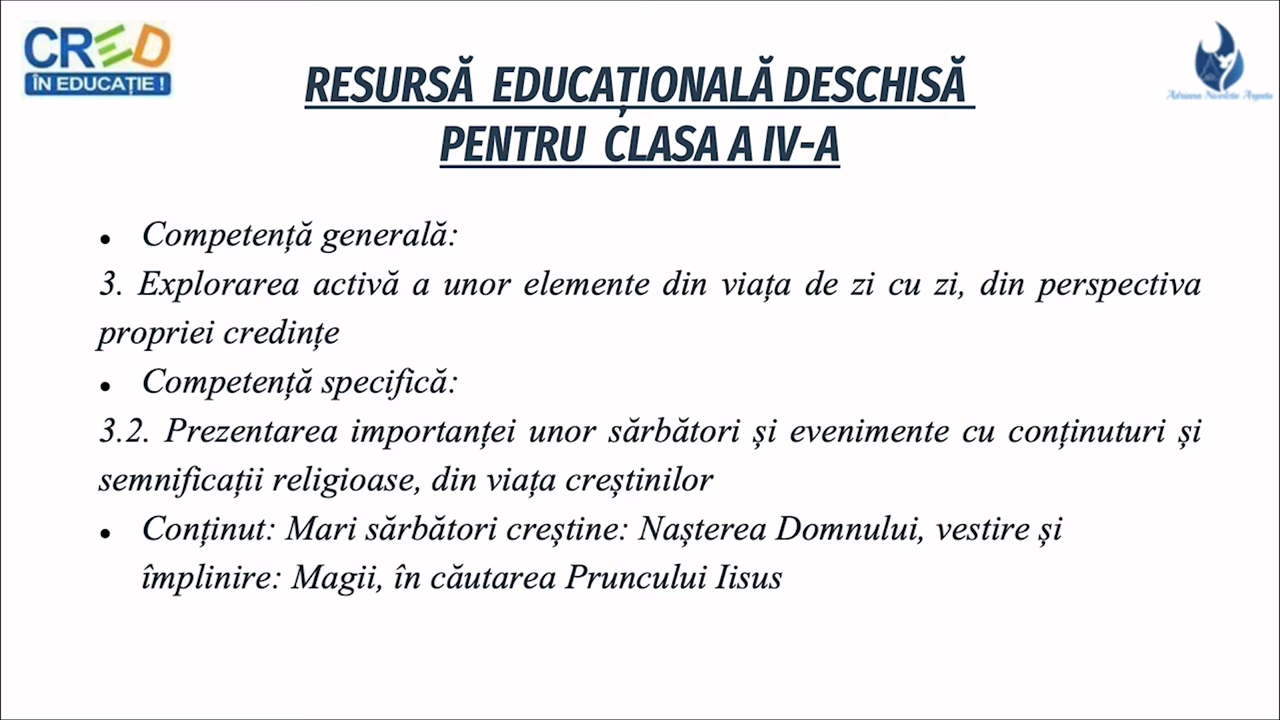 CRED
ÎN EDUCAȚIE !
RESURSĂ EDUCAȚIONALĂ DESCHISĂ
PENTRU CLASA A IV-A
• Competență generală:
3. Explorarea activă a unor elemente din viața de zi cu zi, din perspectiva
propriei credințe
• Competență specifică:
3.2. Prezentarea importanței unor sărbători și evenimente cu conținuturi și
semnificații religioase, din viața creștinilor
• Conținut: Mari sărbători creștine: Nașterea Domnului, vestire și
împlinire: Magii, în căutarea Pruncului Iisus